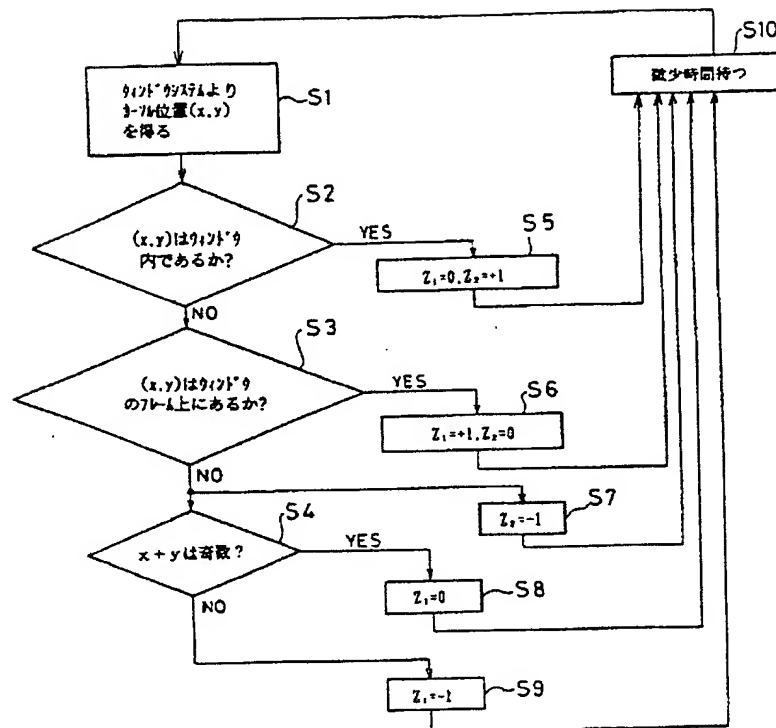 S10
微少時間待つ
ウィンドウシステムより
カーソル位置(x,y)
を得る
S1
S2
(x,y)はウィンドウ
内であるか?
YES
S5
Z₁=0,Z₂=+1
NO
S3
(x,y)はウィンドウ
のフレーム上にあるか?
YES
S6
Z₁=+1,Z₂=0
NO
S7
Z₂=-1
S4
x+yは奇数?
YES
S8
Z₁=0
NO
S9
Z₁=-1